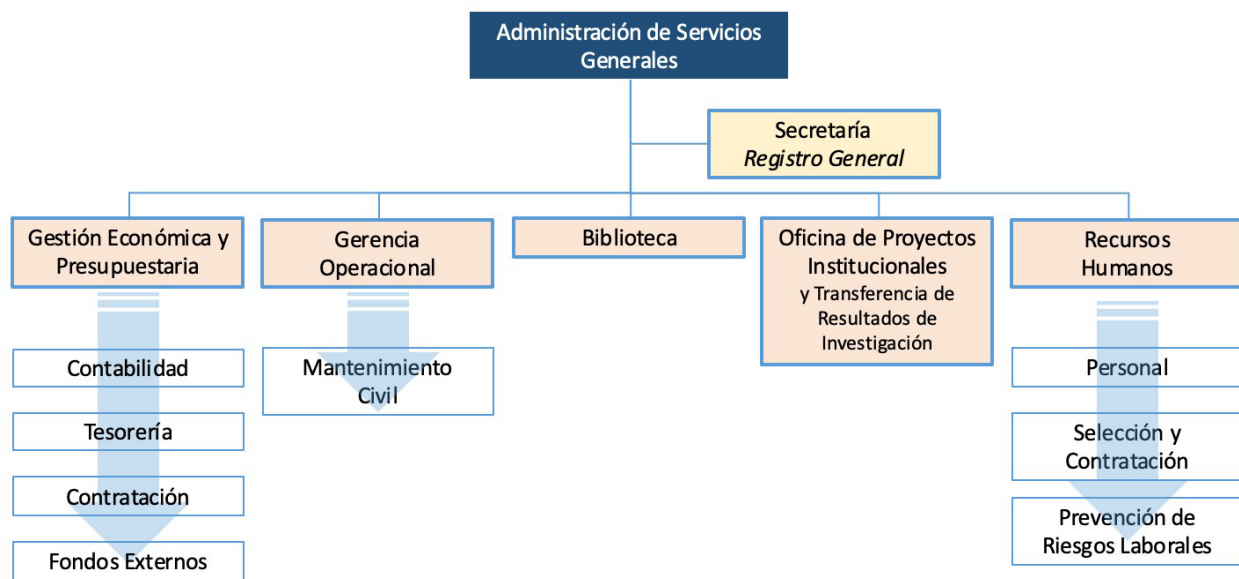 Administración de Servicios
Generales
Secretaría
Registro General
Gestión Económica y
Presupuestaria
Gerencia
Operacional
Biblioteca
Oficina de Proyectos
Institucionales
y Transferencia de
Resultados de
Investigación
Recursos
Humanos
Contabilidad
Tesorería
Contratación
Fondos Externos
Mantenimiento
Civil
Personal
Selección y
Contratación
Prevención de
Riesgos Laborales